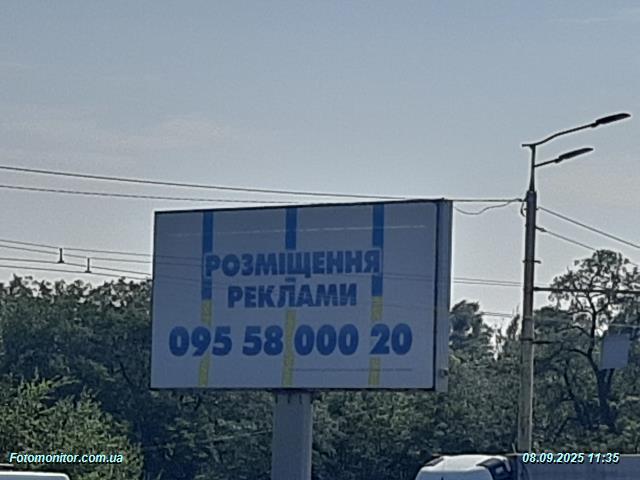 РОЗМІЩЕННЯ
РЕКЛАМИ
095 58 000 20
Fotomonitor.com.ua
08.09.2025 11:35